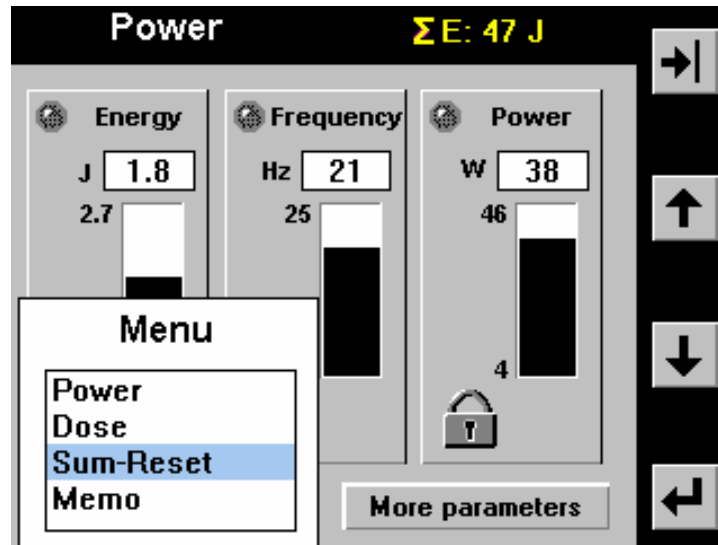 Power
Σ E: 47 J
Energy
Frequency
Power
J 1.8
Hz 21
W 38
2.7
25
46
4
Menu
Power
Dose
Sum-Reset
Memo
More parameters